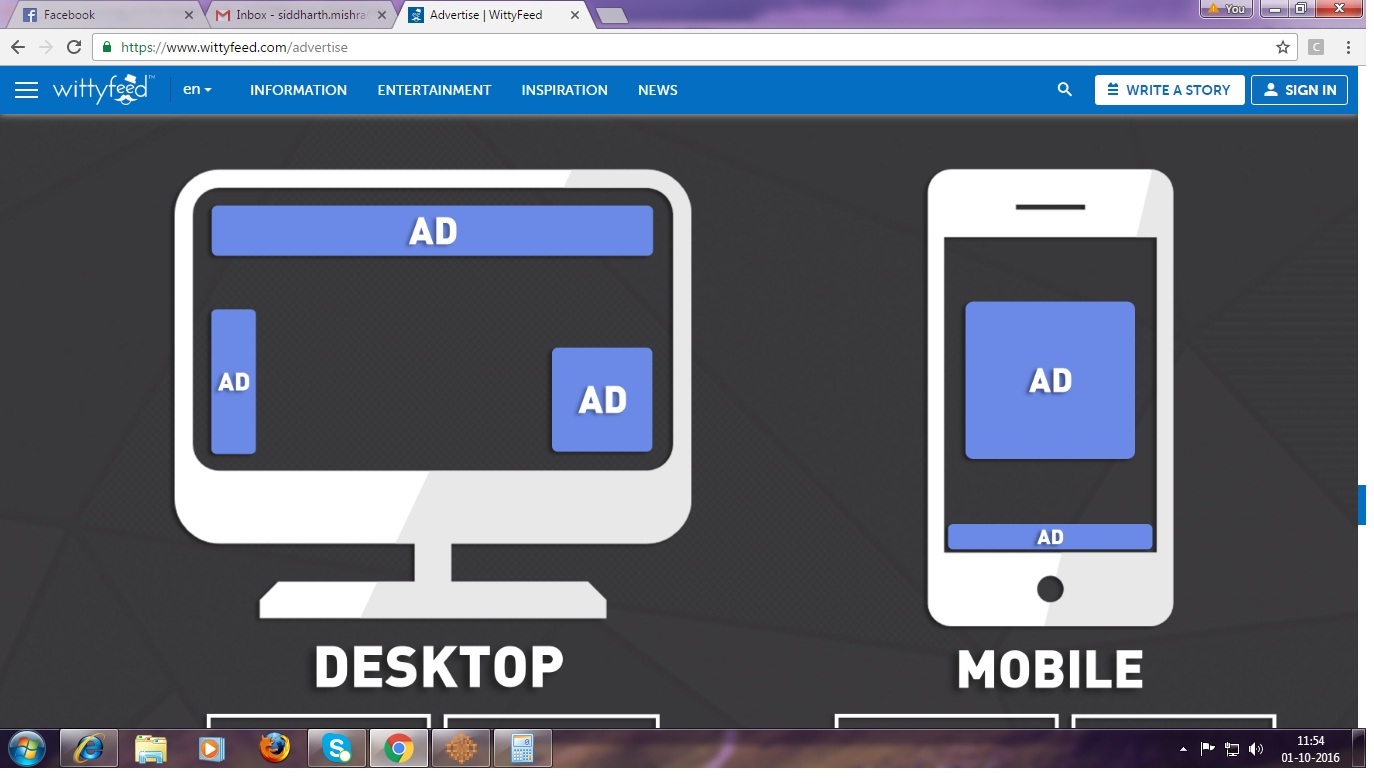 Facebook
Inbox - siddharth.mishra
Advertise | WittyFeed
You
https://www.wittyfeed.com/advertise
C
wittyfeed™
en
INFORMATION
ENTERTAINMENT
INSPIRATION
NEWS
WRITE A STORY
SIGN IN
AD
AD
AD
AD
AD
DESKTOP
MOBILE
11:54
01-10-2016